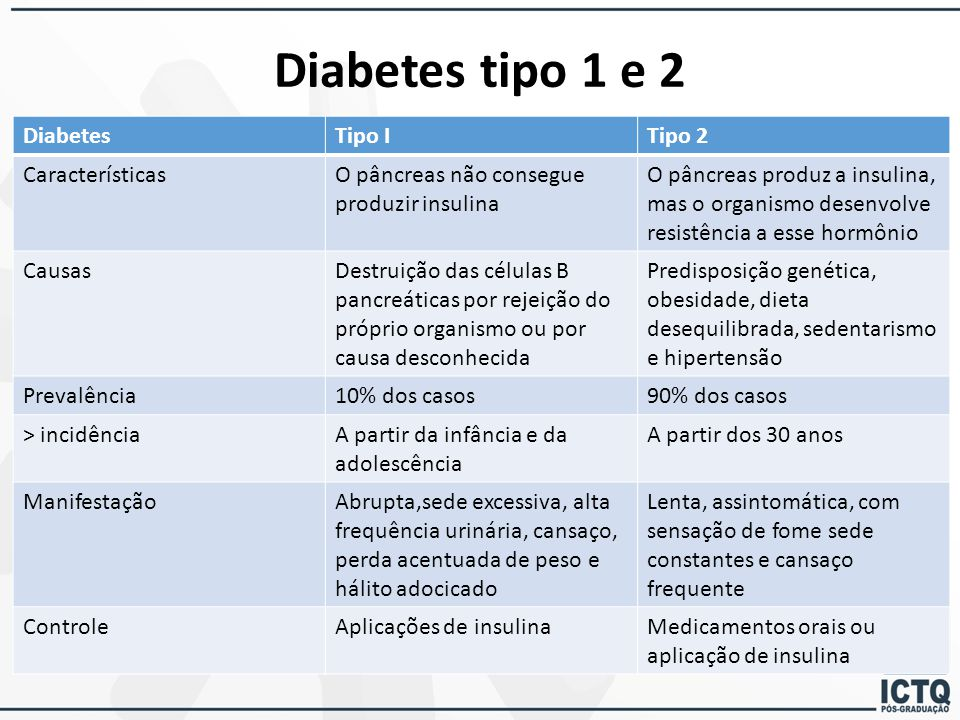 Diabetes tipo 1 e 2
Diabetes
Tipo I
Tipo 2
Características
O pâncreas não consegue
produzir insulina
O pâncreas produz a insulina,
mas o organismo desenvolve
resistência a esse hormônio
Causas
Destruição das células B
pancreáticas por rejeição do
próprio organismo ou por
causa desconhecida
Predisposição genética,
obesidade, dieta
desequilibrada, sedentarismo
e hipertensão
Prevalência
10% dos casos
90% dos casos
> incidência
A partir da infância e da
adolescência
A partir dos 30 anos
Manifestação
Abrupta,sede excessiva, alta
frequência urinária, cansaço,
perda acentuada de peso e
hálito adocicado
Lenta, assintomática, com
sensação de fome sede
constantes e cansaço
frequente
Controle
Aplicações de insulina
Medicamentos orais ou
aplicação de insulina
ICTQ
PÓS-GRADUAÇÃO